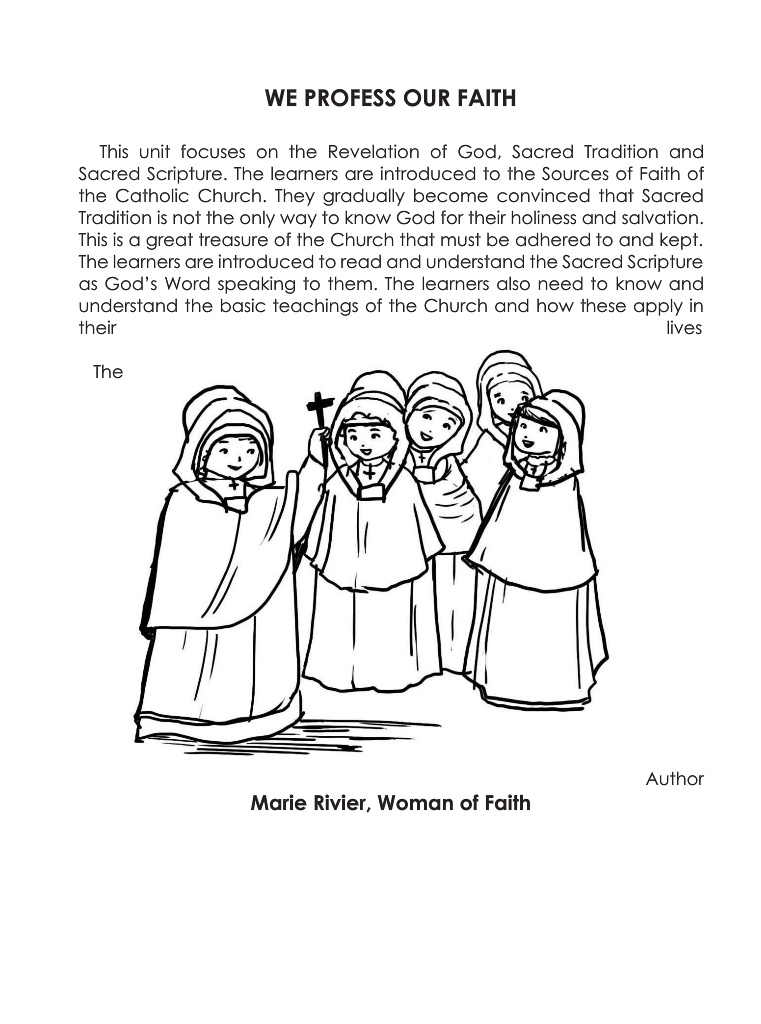 WE PROFESS OUR FAITH
This unit focuses on the Revelation of God, Sacred Tradition and
Sacred Scripture. The learners are introduced to the Sources of Faith of
the Catholic Church. They gradually become convinced that Sacred
Tradition is not the only way to know God for their holiness and salvation.
This is a great treasure of the Church that must be adhered to and kept.
The learners are introduced to read and understand the Sacred Scripture
as God’s Word speaking to them. The learners also need to know and
understand the basic teachings of the Church and how these apply in
their lives
The
Author
Marie Rivier, Woman of Faith